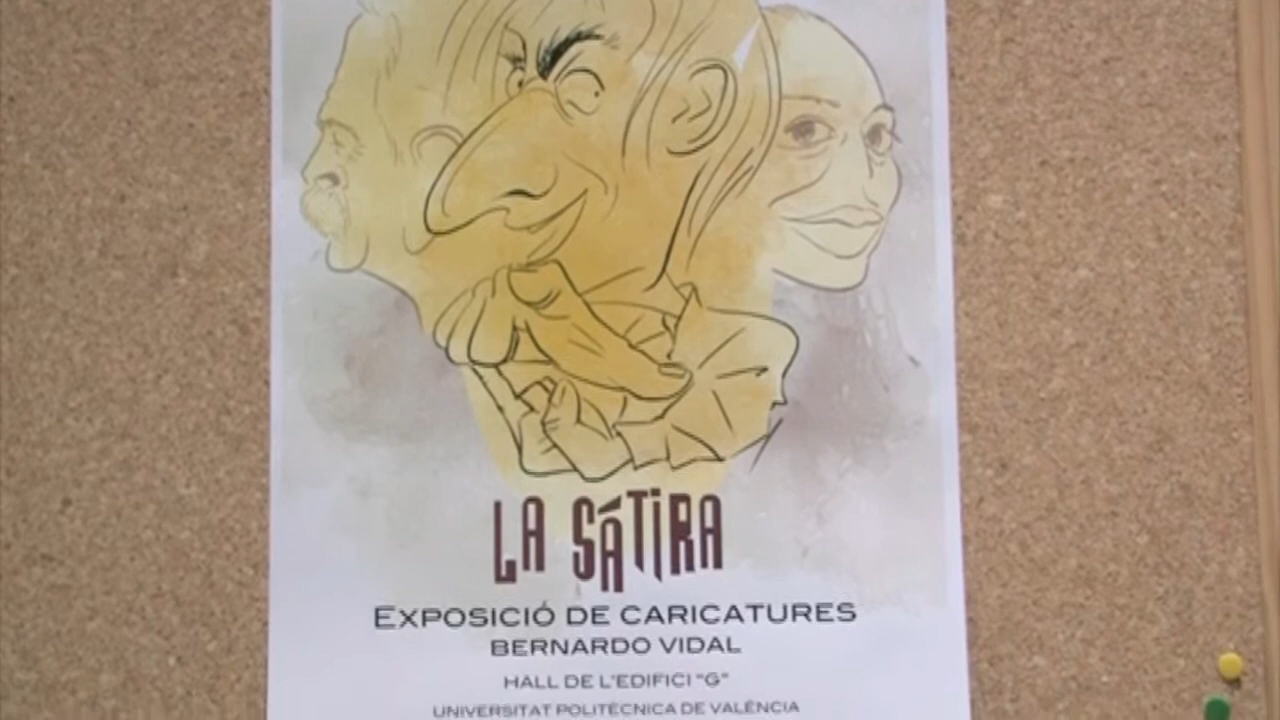 LA SÁTiRA
EXPOSICIÓ DE CARICATURES
BERNARDO VIDAL
HALL DE L'EDIFICI "G"
UNIVERSITAT POLITÈCNICA DE VALÈNCIA